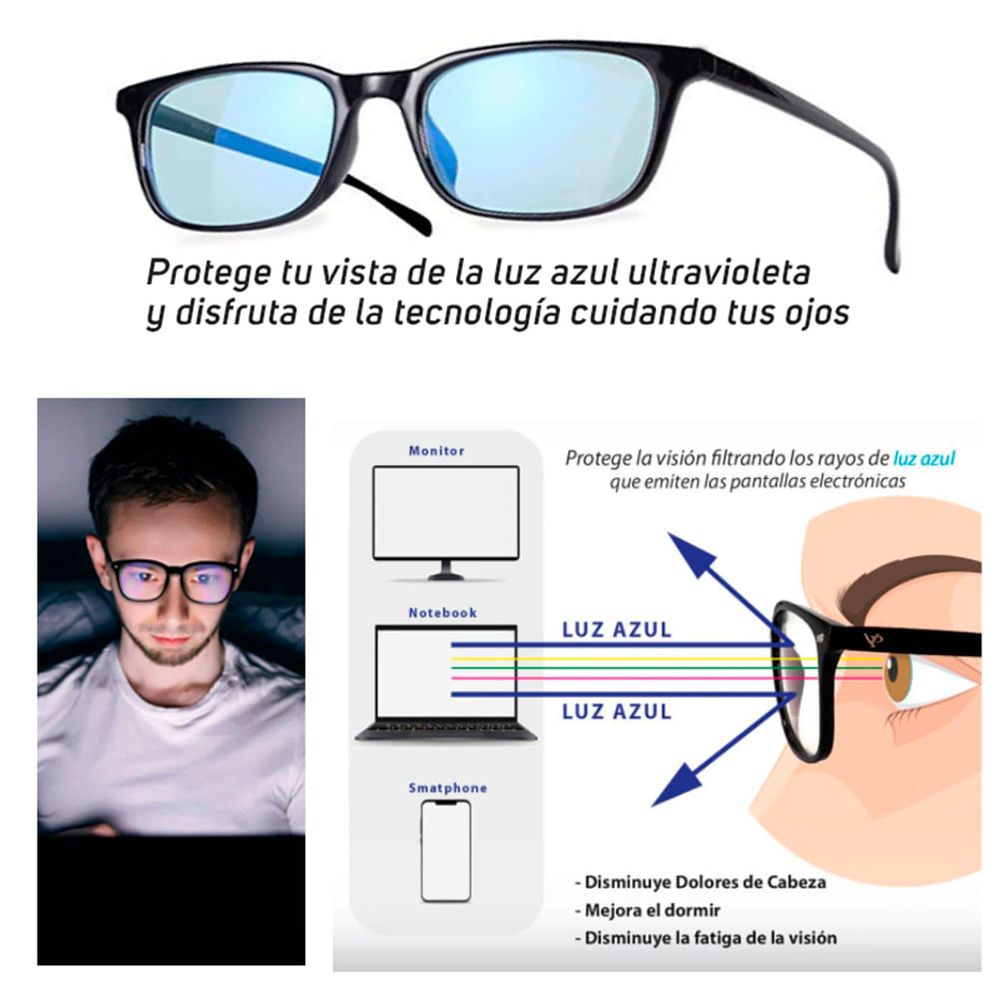 Protege tu vista de la luz azul ultravioleta
y disfruta de la tecnología cuidando tus ojos
Monitor
Notebook
Smatphone
Protege la visión filtrando los rayos de luz azul
que emiten las pantallas electrónicas
LUZ AZUL
LUZ AZUL
- Disminuye Dolores de Cabeza
- Mejora el dormir
- Disminuye la fatiga de la visión